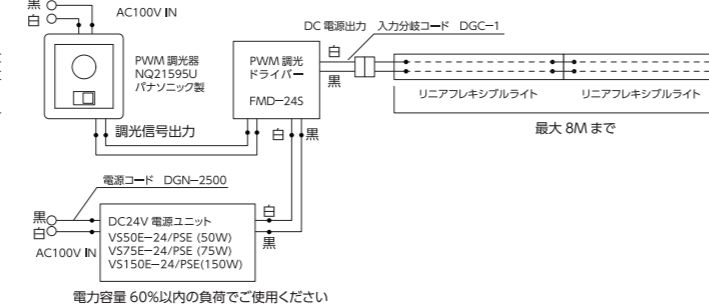 黒
白
AC100V IN
PWM 調光器
NQ21595U
パナソニック製
調光信号出力
PWM 調光
ドライバー
FMD−24S
DC 電源出力
入力分岐コード DGC−1
白
黒
リニアフレキシブルライト
リニアフレキシブルライト
最大 8M まで
白
黒
電源コード DGN−2500
黒
白
AC100V IN
DC24V 電源ユニット
VS50E−24/PSE (50W)
VS75E−24/PSE (75W)
VS150E−24/PSE(150W)
白
黒
電力容量 60%以内の負荷でご使用ください